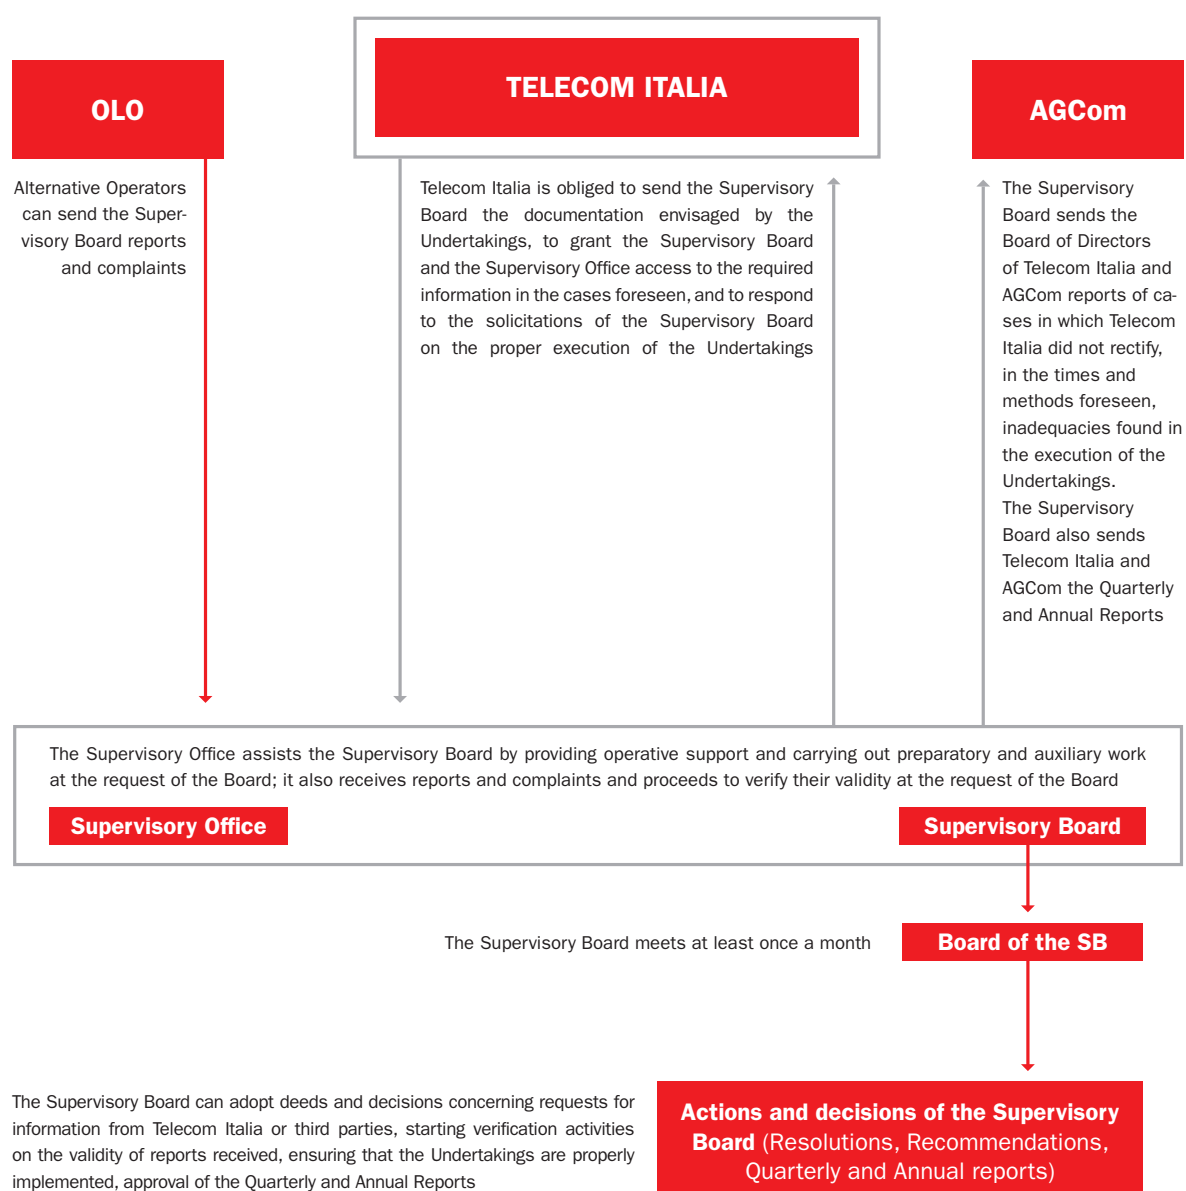 OLO
TELECOM ITALIA
AGCom
Alternative Operators
can send the Super-
visory Board reports
and complaints
Telecom Italia is obliged to send the Supervisory
Board the documentation envisaged by the
Undertakings, to grant the Supervisory Board
and the Supervisory Office access to the required
information in the cases foreseen, and to respond
to the solicitations of the Supervisory Board
on the proper execution of the Undertakings
The Supervisory
Board sends the
Board of Directors
of Telecom Italia and
AGCom reports of ca-
ses in which Telecom
Italia did not rectify,
in the times and
methods foreseen,
inadequacies found in
the execution of the
Undertakings.
The Supervisory
Board also sends
Telecom Italia and
AGCom the Quarterly
and Annual Reports
The Supervisory Office assists the Supervisory Board by providing operative support and carrying out preparatory and auxiliary work
at the request of the Board; it also receives reports and complaints and proceeds to verify their validity at the request of the Board
Supervisory Office
Supervisory Board
The Supervisory Board meets at least once a month
Board of the SB
The Supervisory Board can adopt deeds and decisions concerning requests for
information from Telecom Italia or third parties, starting verification activities
on the validity of reports received, ensuring that the Undertakings are properly
implemented, approval of the Quarterly and Annual Reports
Actions and decisions of the Supervisory
Board (Resolutions, Recommendations,
Quarterly and Annual reports)